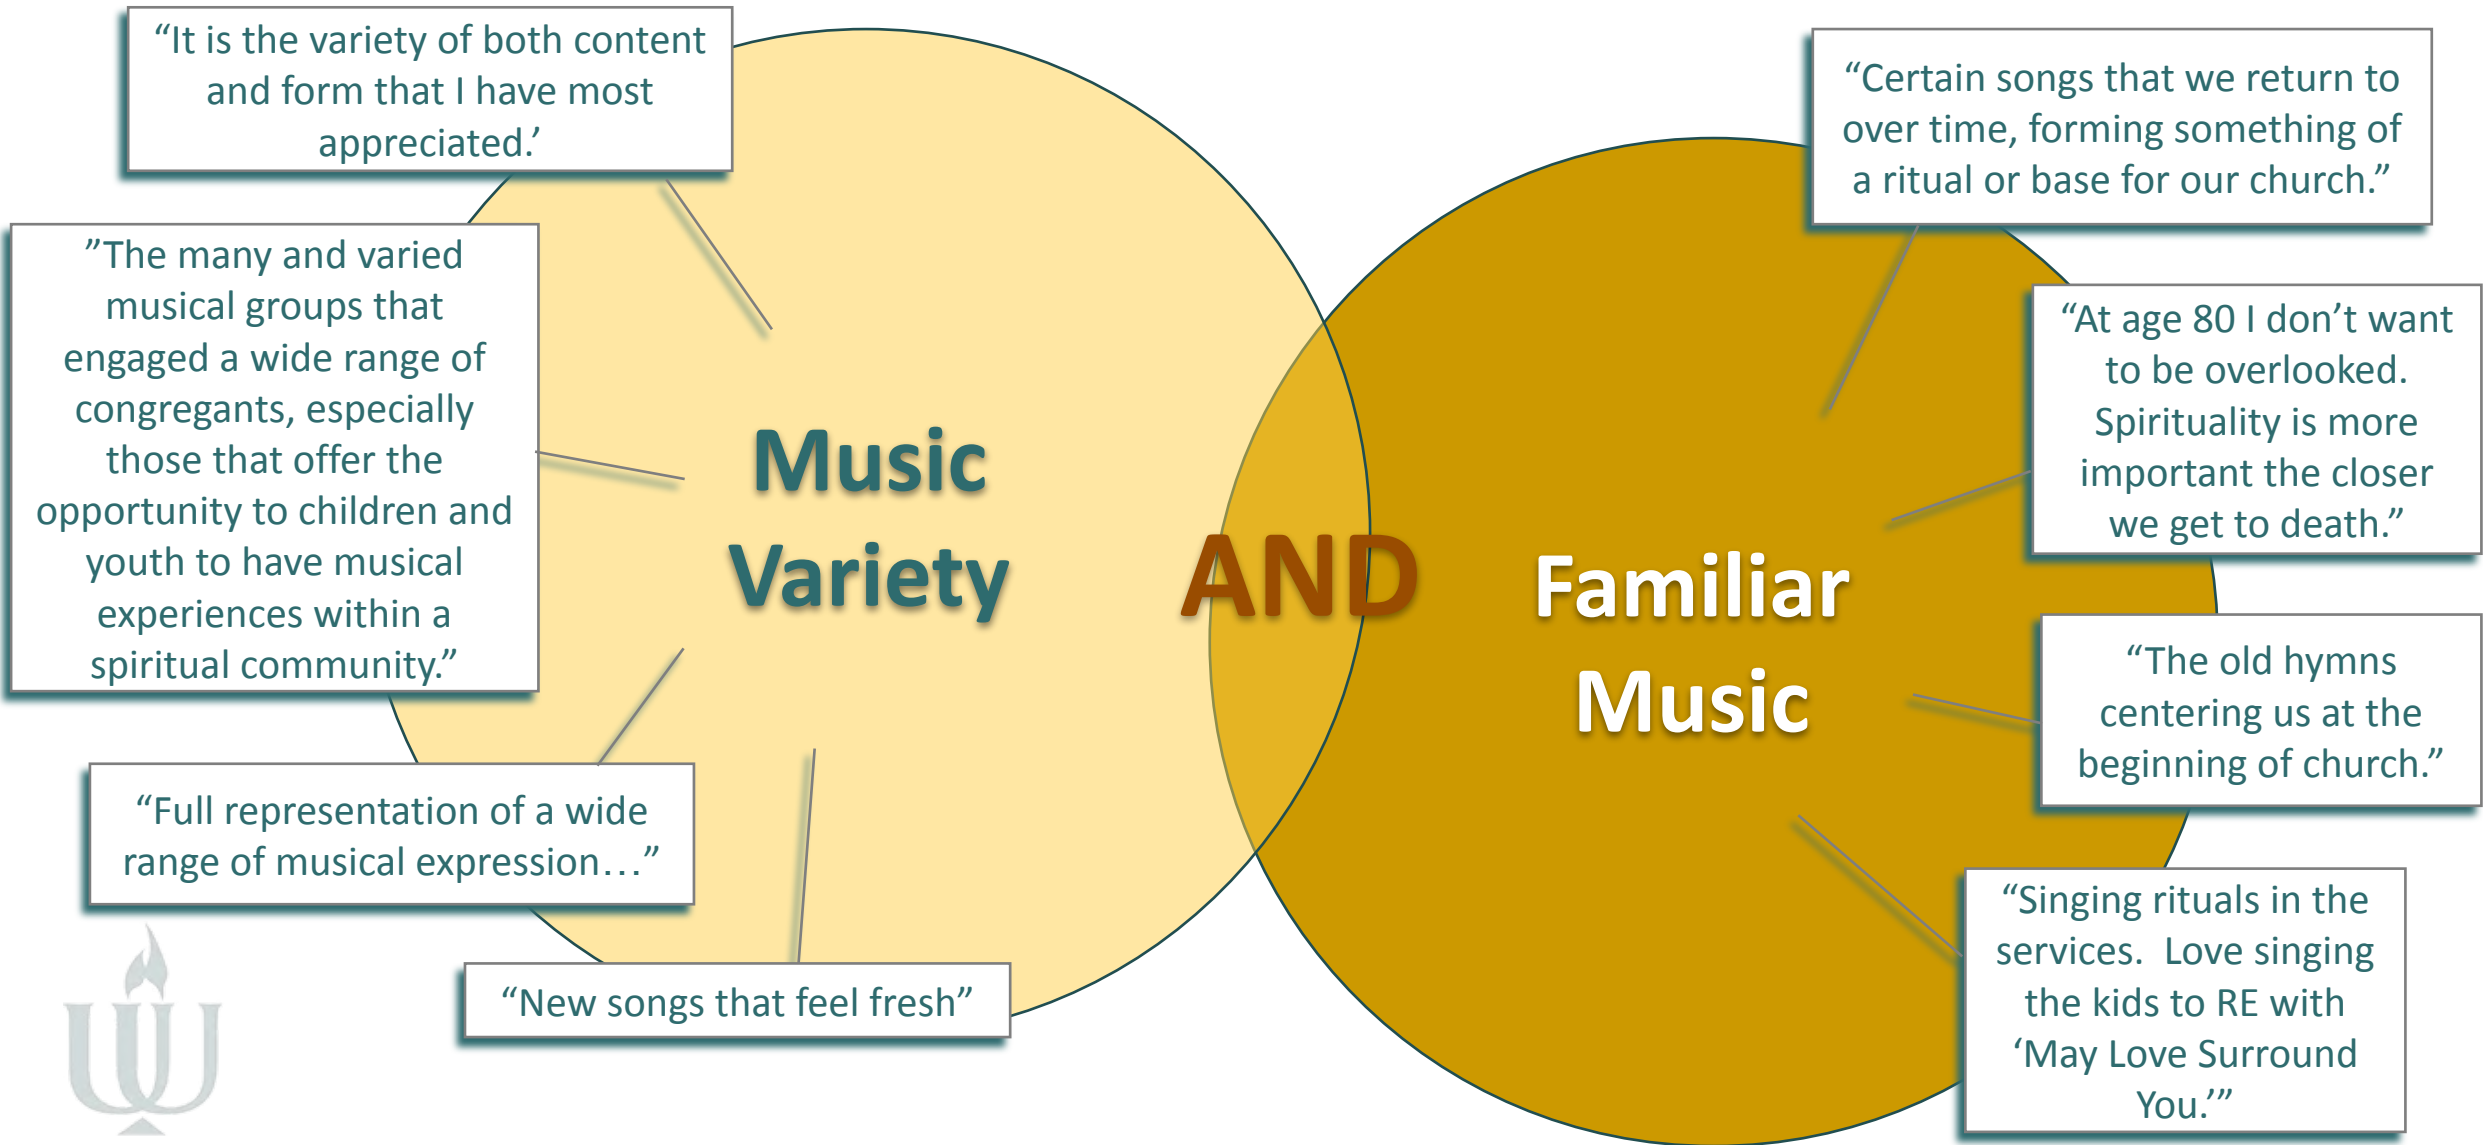 “It is the variety of both content
and form that I have most
appreciated.’
”The many and varied
musical groups that
engaged a wide range of
congregants, especially
those that offer the
opportunity to children and
youth to have musical
experiences within a
spiritual community.”
“Full representation of a wide
range of musical expression…”
“New songs that feel fresh”
Music
Variety
AND
Familiar
Music
“Certain songs that we return to
over time, forming something of
a ritual or base for our church.”
“At age 80 I don’t want
to be overlooked.
Spirituality is more
important the closer
we get to death.”
“The old hymns
centering us at the
beginning of church.”
“Singing rituals in the
services.  Love singing
the kids to RE with
‘May Love Surround
You.’”
UU